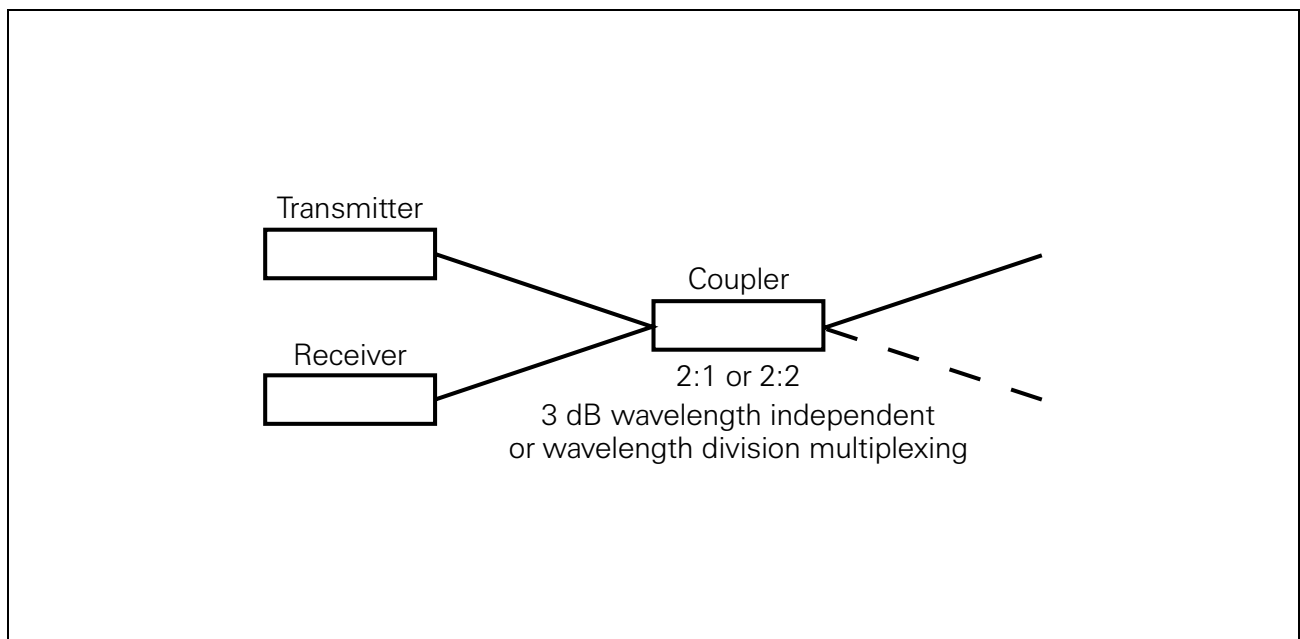 Transmitter
Coupler
Receiver
2:1 or 2:2
3 dB wavelength independent
or wavelength division multiplexing